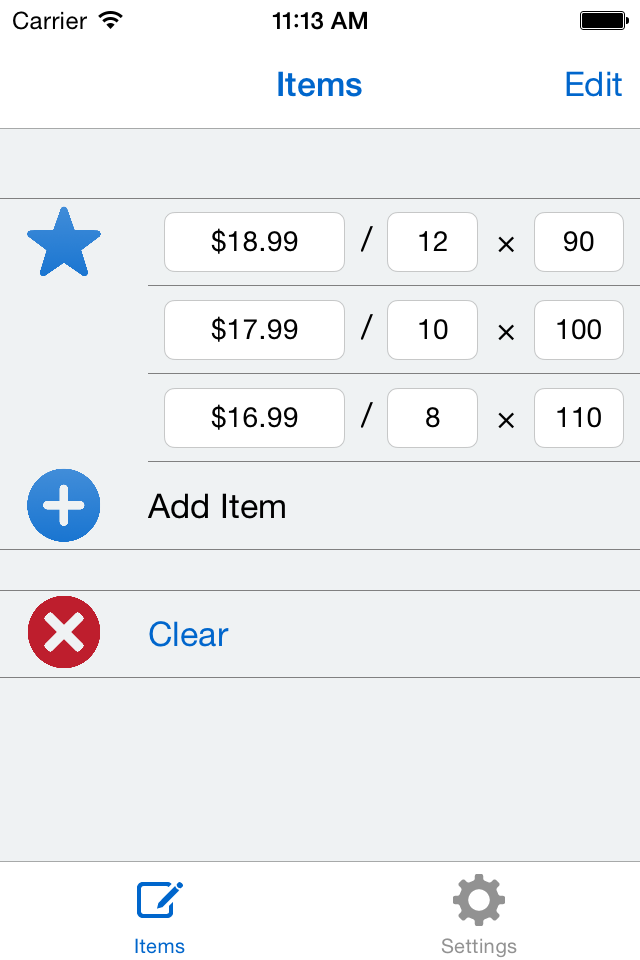 Carrier 11:13 AM
Items Edit
$18.99 / 12 × 90
$17.99 / 10 × 100
$16.99 / 8 × 110
Add Item
Clear
Items Settings